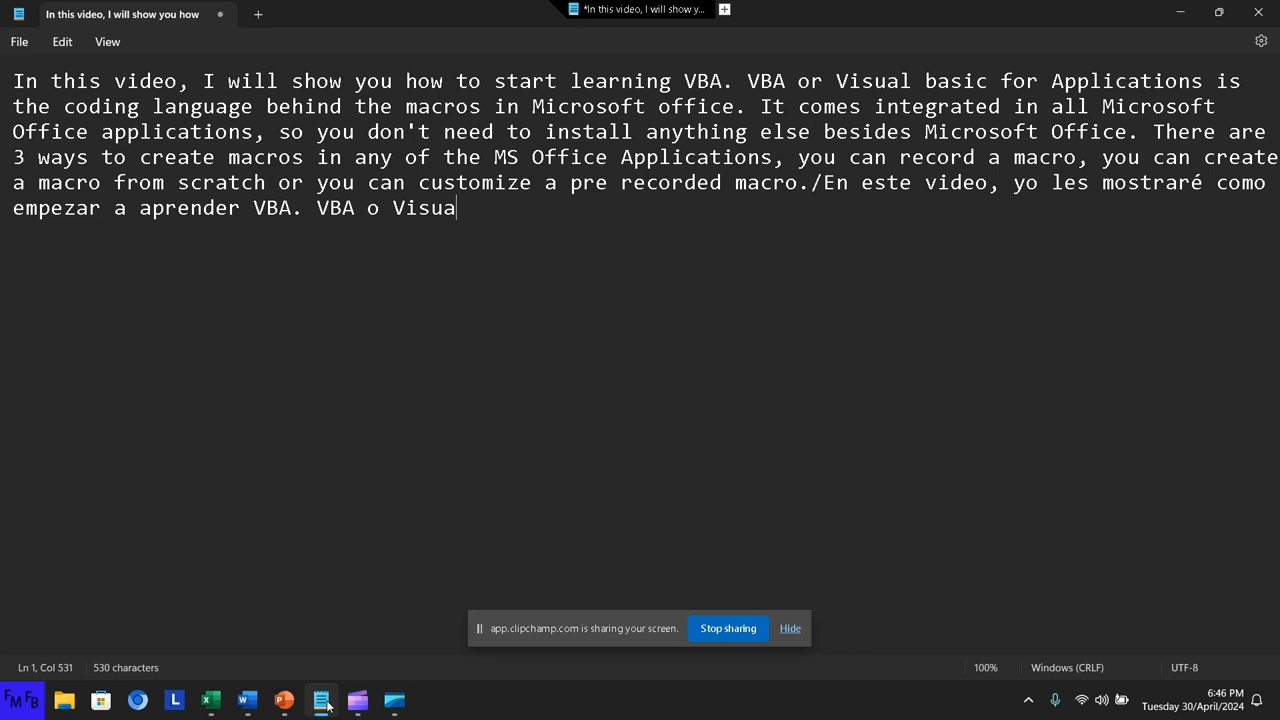 In this video, I will show you how
*In this video, I will show y...
File Edit View
In this video, I will show you how to start learning VBA. VBA or Visual basic for Applications is
the coding language behind the macros in Microsoft office. It comes integrated in all Microsoft
Office applications, so you don't need to install anything else besides Microsoft Office. There are
3 ways to create macros in any of the MS Office Applications, you can record a macro, you can create
a macro from scratch or you can customize a pre recorded macro./En este video, yo les mostraré como
empezar a aprender VBA. VBA o Visua
app.clipchamp.com is sharing your screen. Stop sharing Hide
Ln 1, Col 531 530 characters 100% Windows (CRLF) UTF-8
FM FB L
6:46 PM
Tuesday 30/April/2024